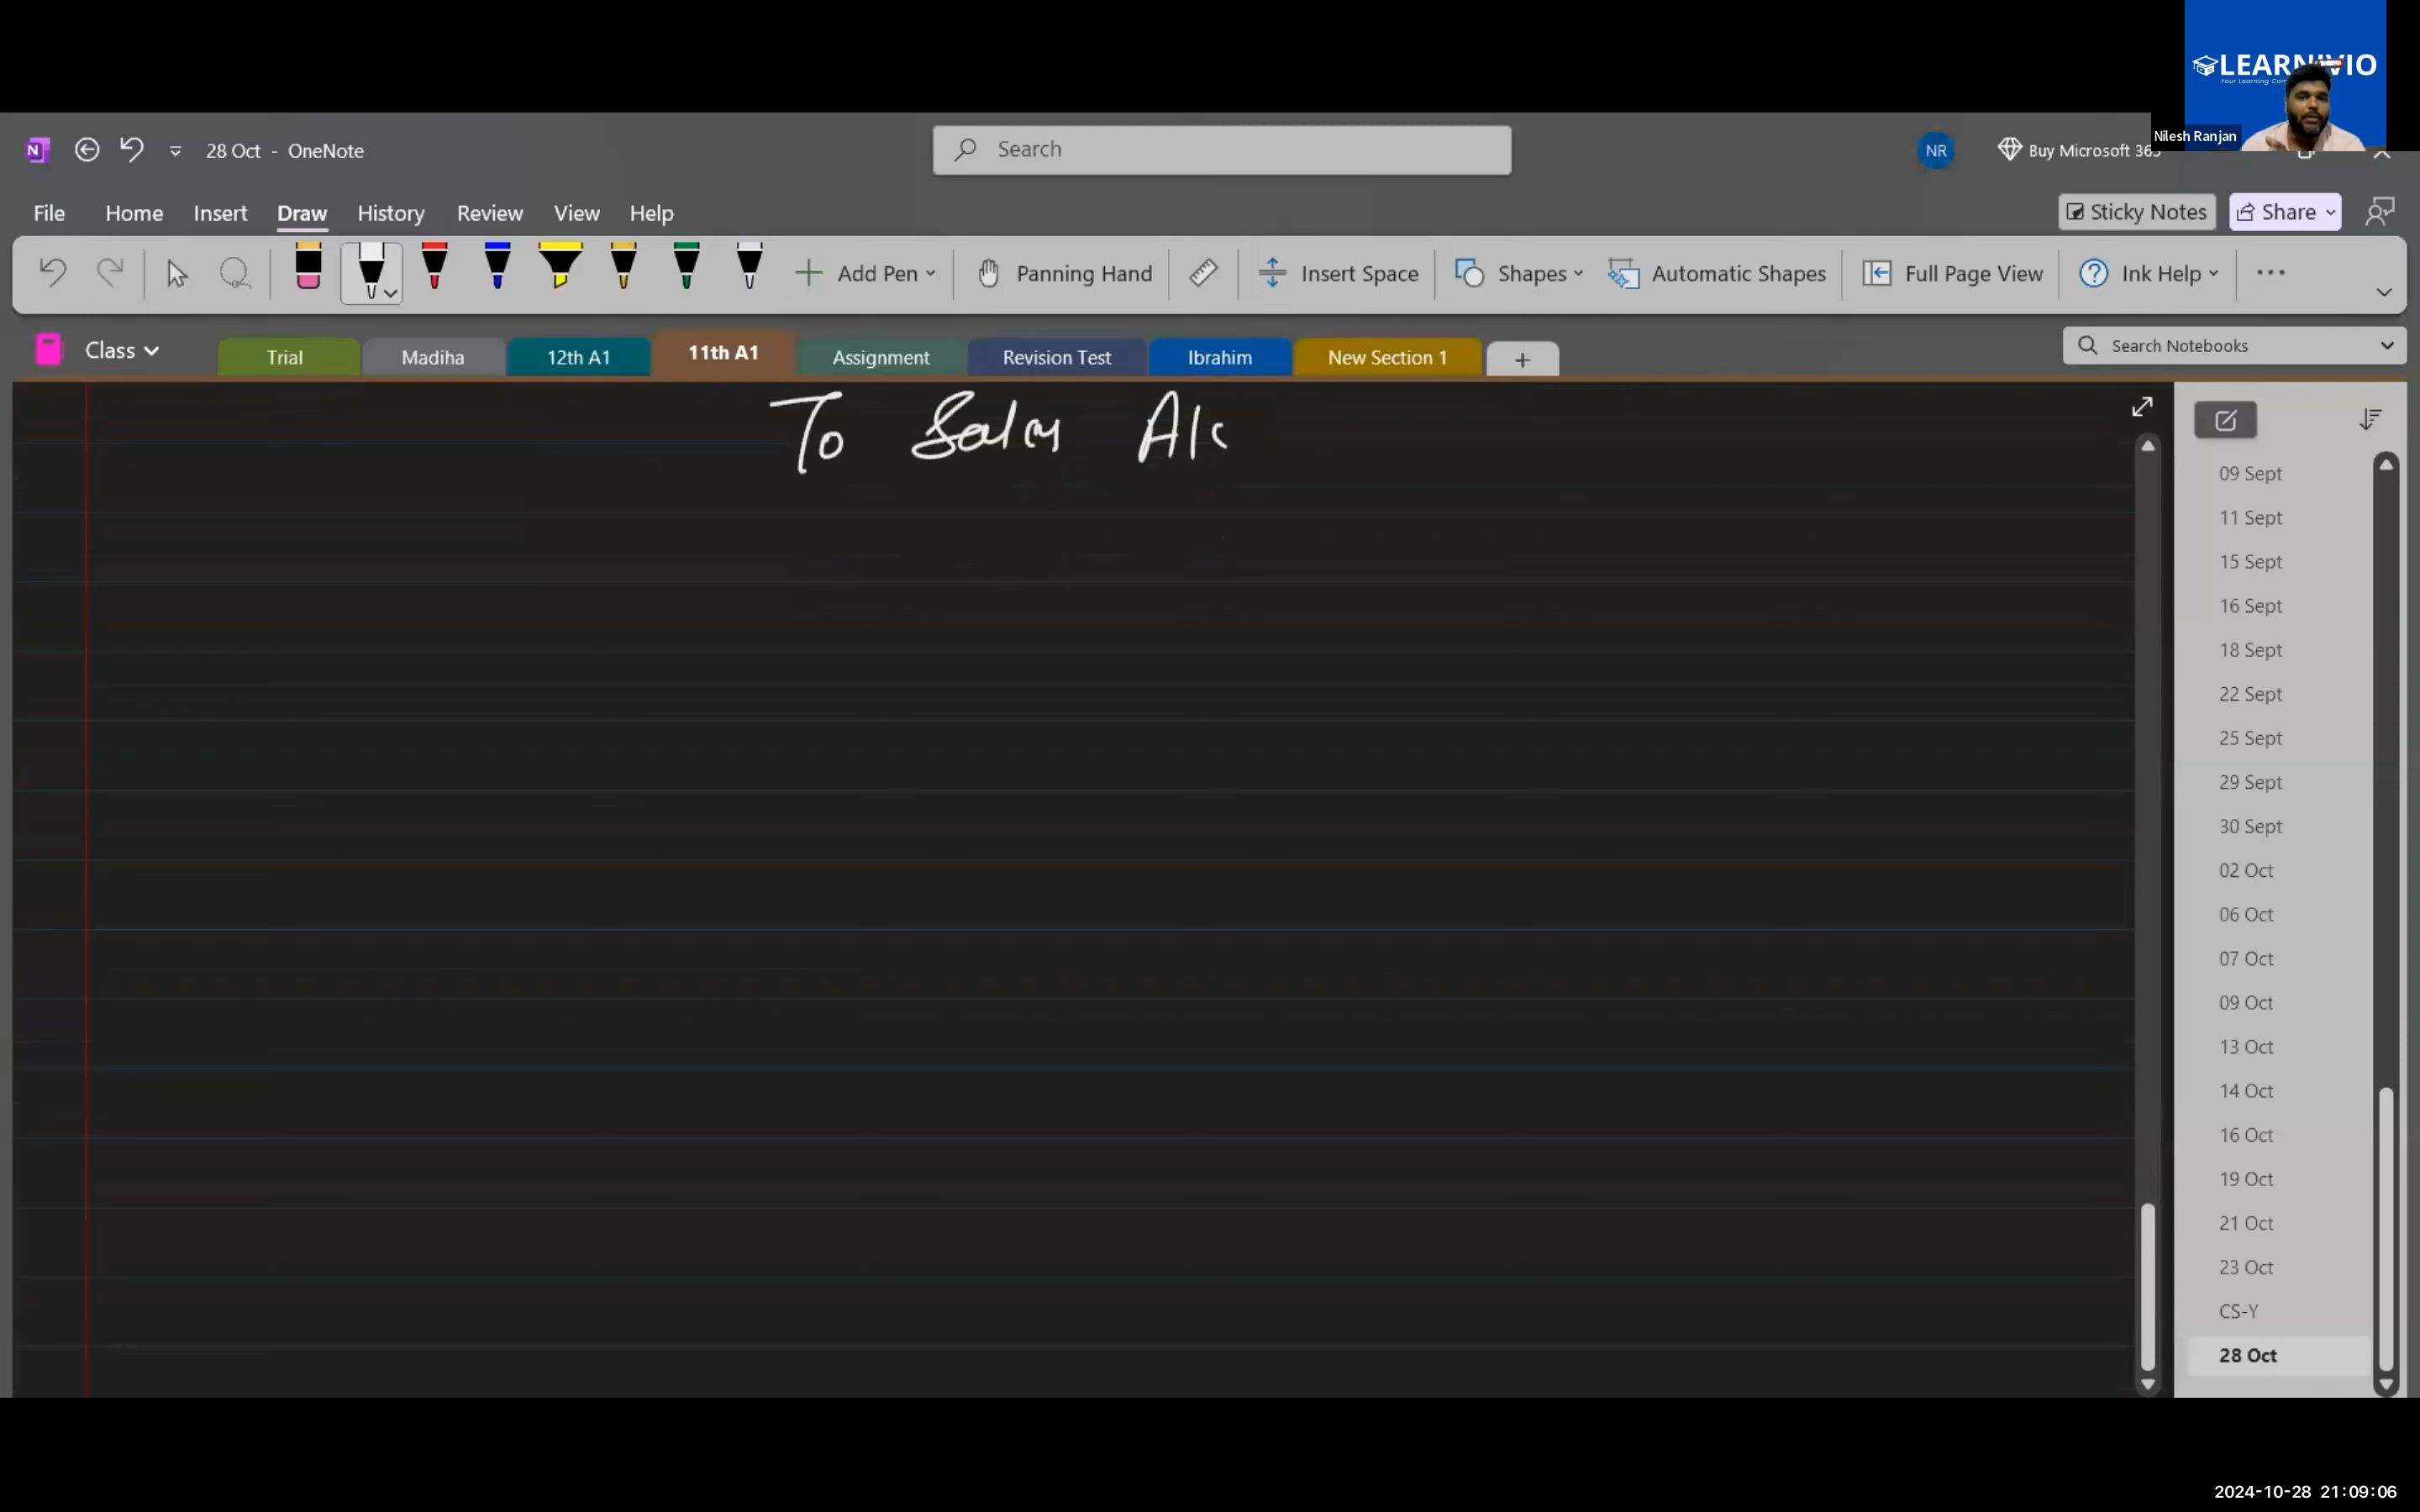 LEARNIVIO
Nilesh Ranjan
28 Oct - OneNote
Search
NR
Buy Microsoft 365
File Home Insert Draw History Review View Help
Sticky Notes
Share
Add Pen
Panning Hand
Insert Space
Shapes
Automatic Shapes
Full Page View
Ink Help
Class
Trial
Madiha
12th A1
11th A1
Assignment
Revision Test
Ibrahim
New Section 1
Search Notebooks
To Sales A/c
09 Sept
11 Sept
15 Sept
16 Sept
18 Sept
22 Sept
25 Sept
29 Sept
30 Sept
02 Oct
06 Oct
07 Oct
09 Oct
13 Oct
14 Oct
16 Oct
19 Oct
21 Oct
23 Oct
CS-Y
28 Oct
2024-10-28 21:09:06